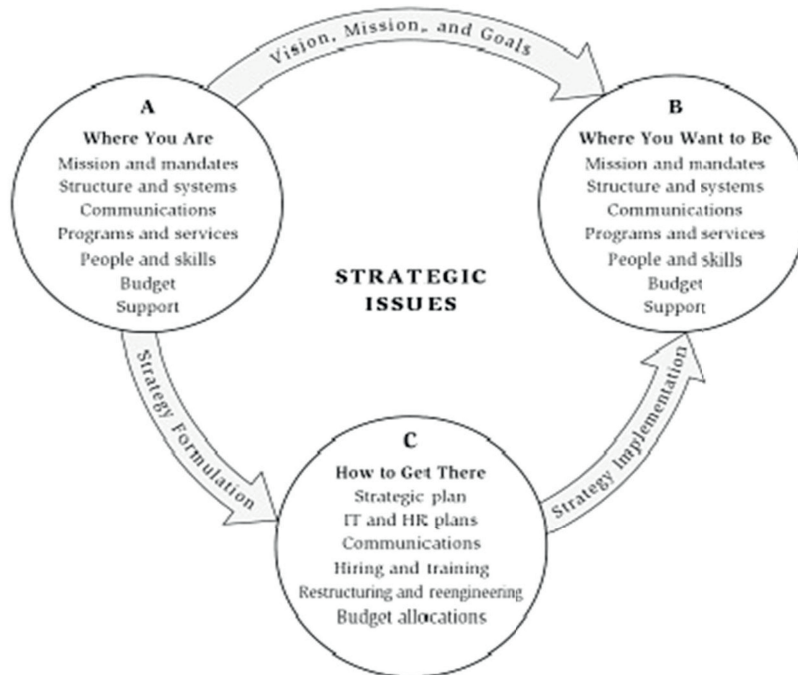 Vision, Mission, and Goals
A
Where You Are
Mission and mandates
Structure and systems
Communications
Programs and services
People and skills
Budget
Support
B
Where You Want to Be
Mission and mandates
Structure and systems
Communications
Programs and services
People and skills
Budget
Support
STRATEGIC
ISSUES
Strategy Formulation
Strategy Implementation
C
How to Get There
Strategic plan
IT and HR plans
Communications
Hiring and training
Restructuring and reengineering
Budget allocations